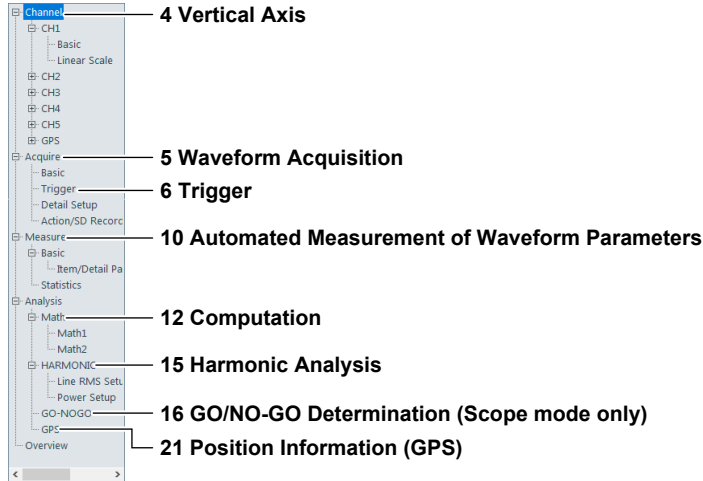 Channel
4 Vertical Axis
CH1
Basic
Linear Scale
CH2
CH3
CH4
CH5
GPS
Acquire
5 Waveform Acquisition
Basic
Trigger
6 Trigger
Detail Setup
Action/SD Recorc
Measure
10 Automated Measurement of Waveform Parameters
Basic
Item/Detail Pa
Statistics
Analysis
Math
12 Computation
Math1
Math2
HARMONIC
15 Harmonic Analysis
Line RMS Setu
Power Setup
GO-NOGO
16 GO/NO-GO Determination (Scope mode only)
GPS
21 Position Information (GPS)
Overview